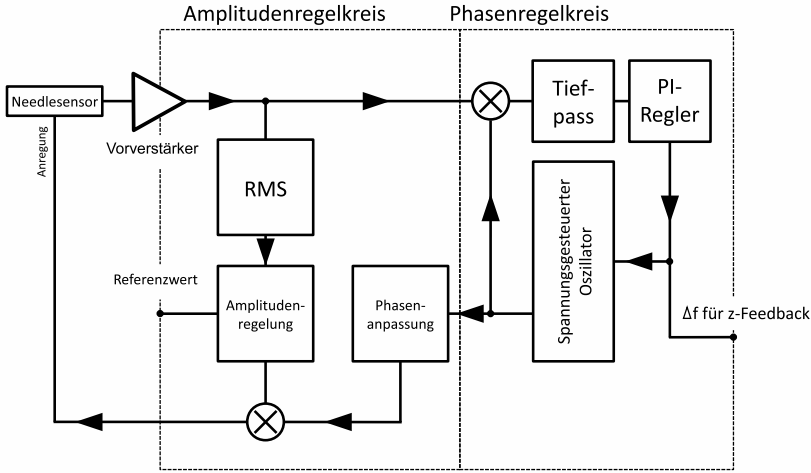 Amplitudenregelkreis
Phasenregelkreis
Needlesensor
Vorverstärker
Anregung
Tief-
pass
PI-
Regler
RMS
Spannungsgesteuerter
Oszillator
Referenzwert
Amplituden-
regelung
Phasen-
anpassung
Δf für z-Feedback